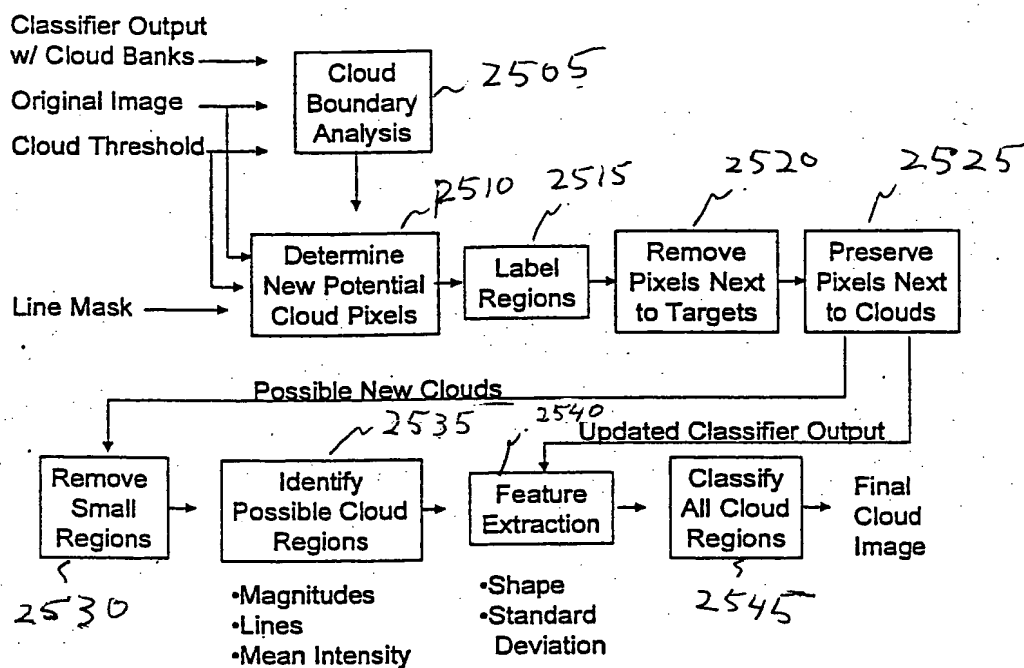 Classifier Output
w/ Cloud Banks
Original Image
Cloud Threshold
Cloud
Boundary
Analysis
2505
2510
2515
2520
2525
Line Mask
Determine
New Potential
Cloud Pixels
Label
Regions
Remove
Pixels Next
to Targets
Preserve
Pixels Next
to Clouds
Possible New Clouds
2535
2540
Updated Classifier Output
Remove
Small
Regions
Identify
Possible Cloud
Regions
Feature
Extraction
Classify
All Cloud
Regions
Final
Cloud
Image
2530
•Magnitudes
•Lines
•Mean Intensity
•Shape
•Standard
Deviation
2545